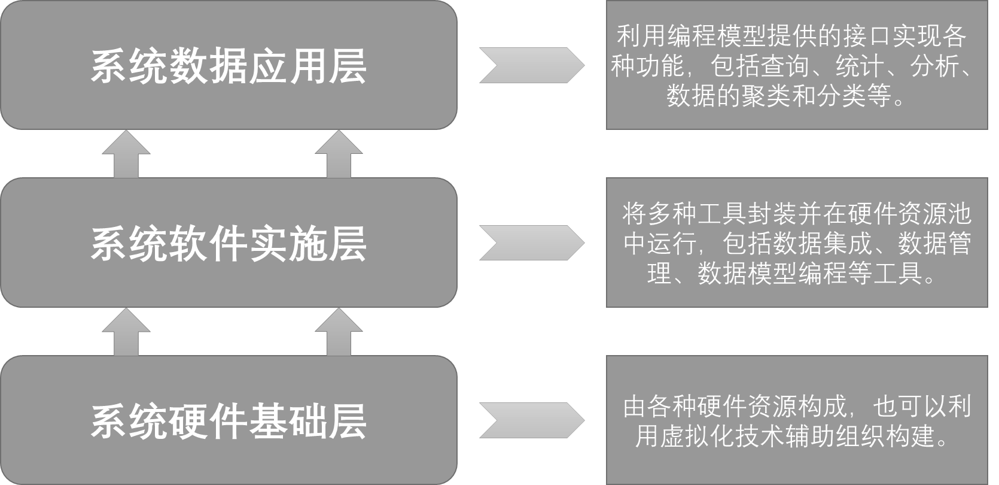 系统数据应用层
利用编程模型提供的接口实现各
种功能，包括查询、统计、分析、
数据的聚类和分类等。
系统软件实施层
将多种工具封装并在硬件资源池
中运行，包括数据集成、数据管
理、数据模型编程等工具。
系统硬件基础层
由各种硬件资源构成，也可以利
用虚拟化技术辅助组织构建。